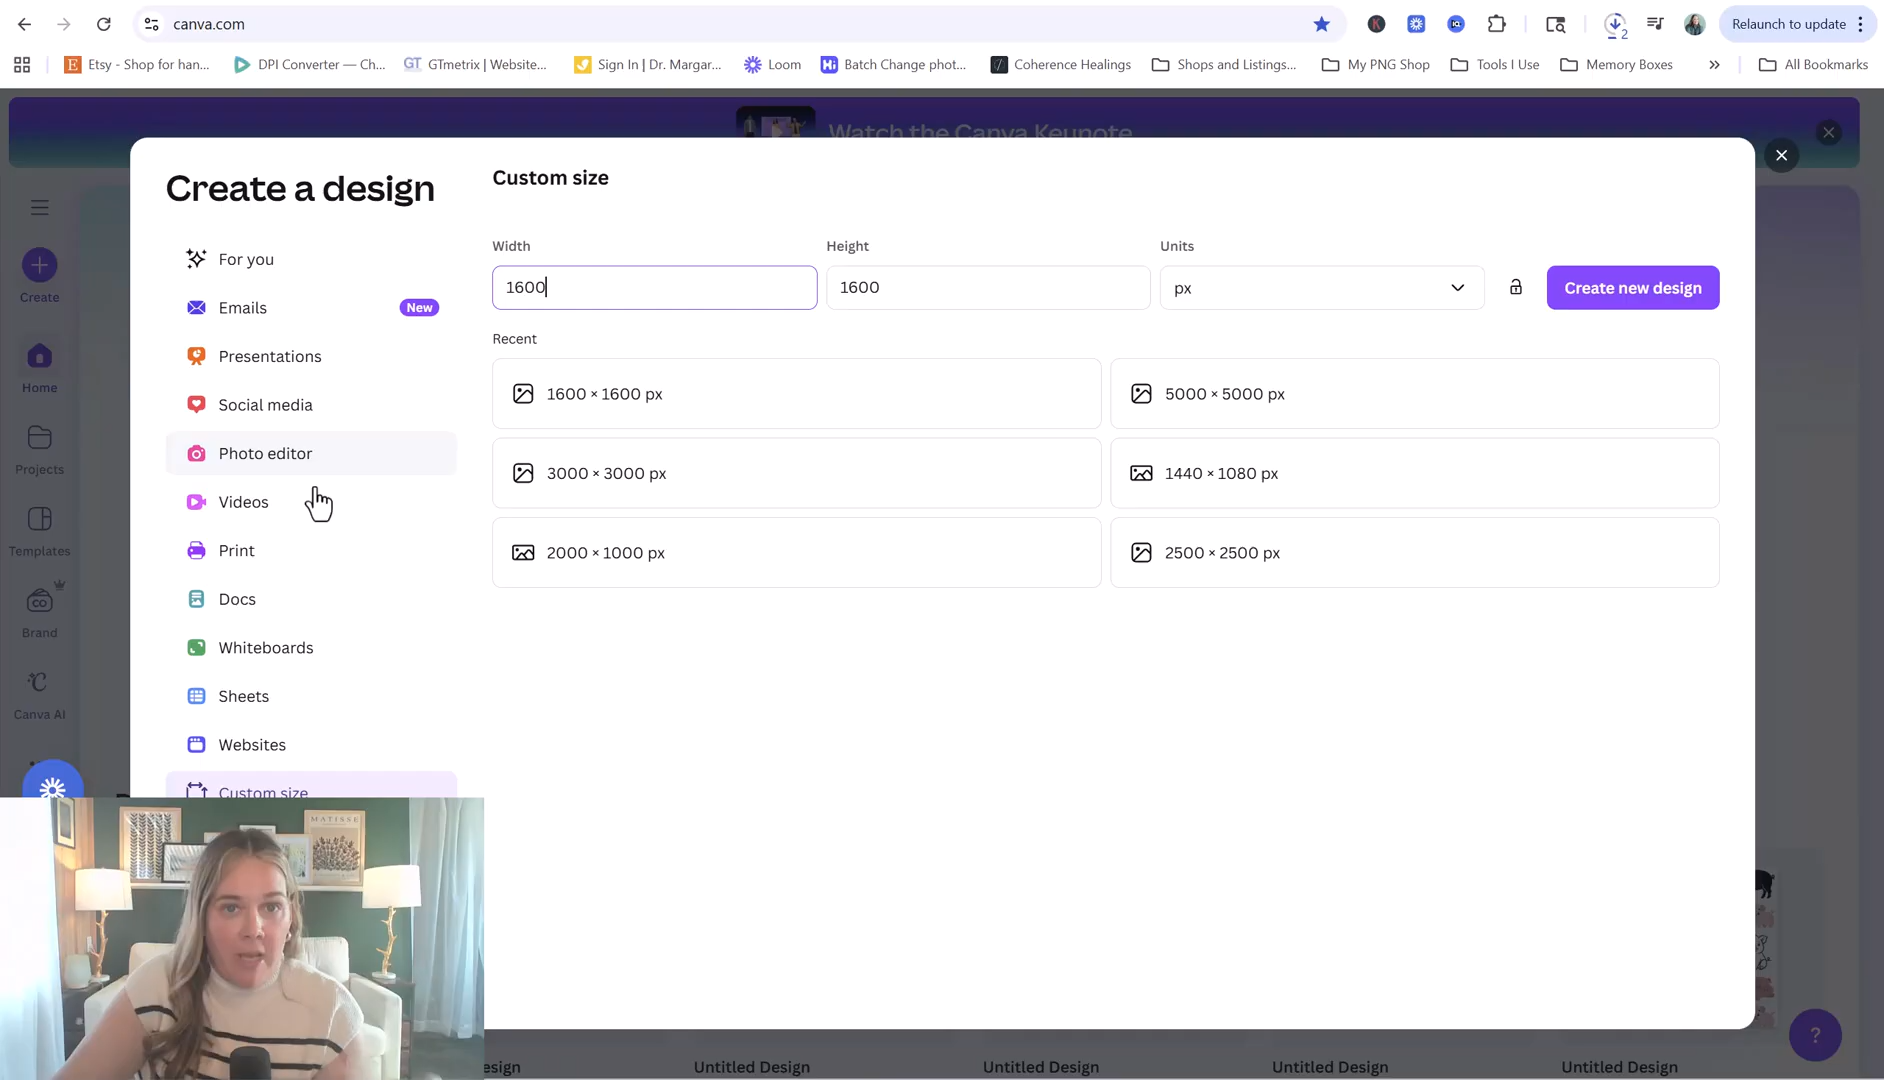 canva.com
Relaunch to update
2
Etsy - Shop for han...
DPI Converter — Ch...
GT
GTmetrix | Website...
Sign In | Dr. Margar...
Loom
Hi
Batch Change phot...
Coherence Healings
Shops and Listings...
My PNG Shop
Tools I Use
Memory Boxes
All Bookmarks
Watch the Canva Keynote
Create a design
Custom size
Width
Height
Units
1600
1600
px
Create new design
For you
Emails
New
Presentations
Social media
Photo editor
Videos
Print
Docs
Whiteboards
Sheets
Websites
Custom size
Recent
1600 × 1600 px
5000 × 5000 px
3000 × 3000 px
1440 × 1080 px
2000 × 1000 px
2500 × 2500 px
Create
Home
Projects
Templates
Brand
Canva AI
MATISSE
?
esign
Untitled Design
Untitled Design
Untitled Design
Untitled Design